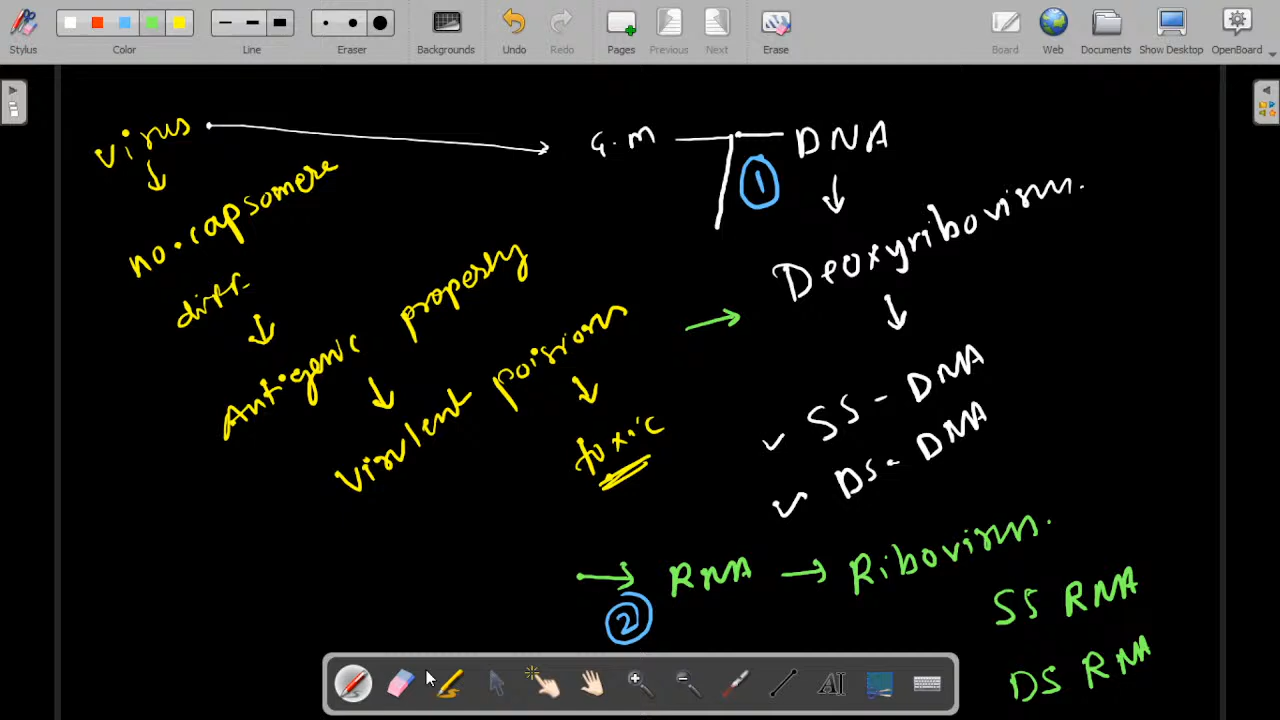 Stylus
Color
Line
Eraser
Backgrounds
Undo
Redo
Pages
Previous
Next
Erase
Board
Web
Documents
Show Desktop
OpenBoard
virus
no.capsomere
diff.
Antigenic property
virulent poisrons
toxic
G.M
DNA
1
Deoxyribovirus.
SS - DNA
DS - DNA
RNA
Ribovirus.
2
SS RNA
DS RNA
AI